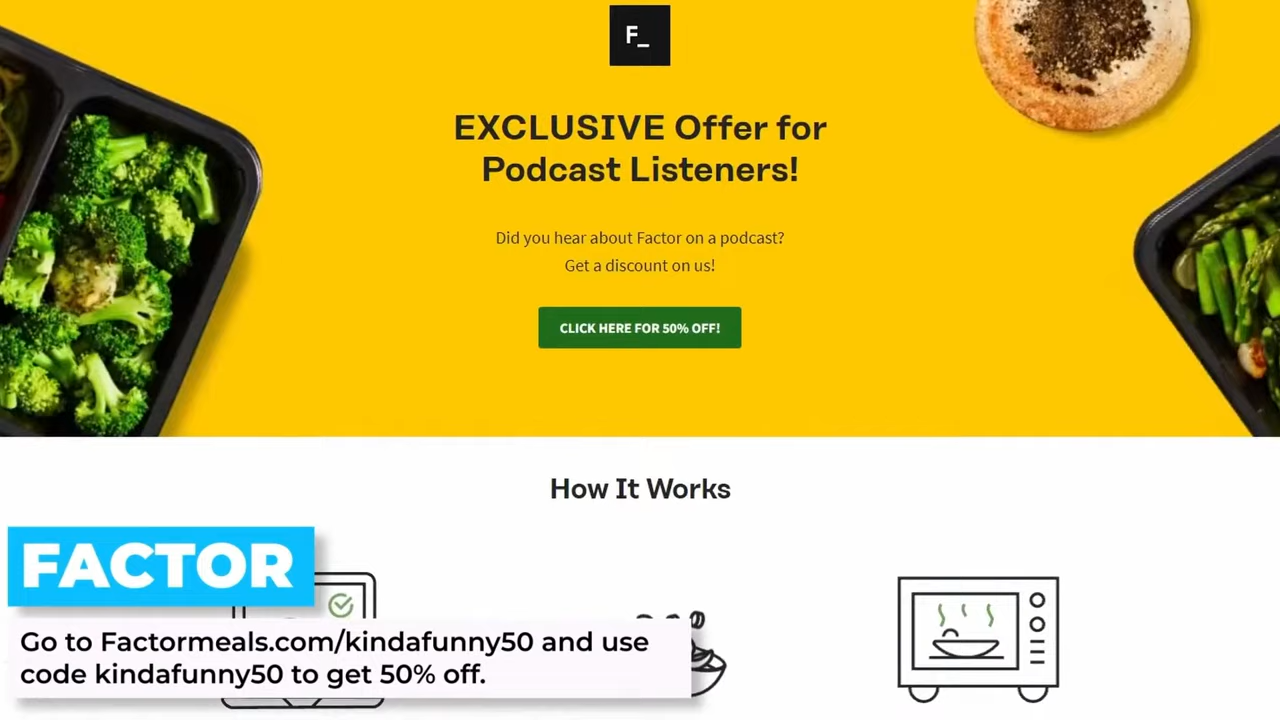 F_
EXCLUSIVE Offer for
Podcast Listeners!
Did you hear about Factor on a podcast?
Get a discount on us!
CLICK HERE FOR 50% OFF!
How It Works
FACTOR
Go to Factormeals.com/kindafunny50 and use
code kindafunny50 to get 50% off.